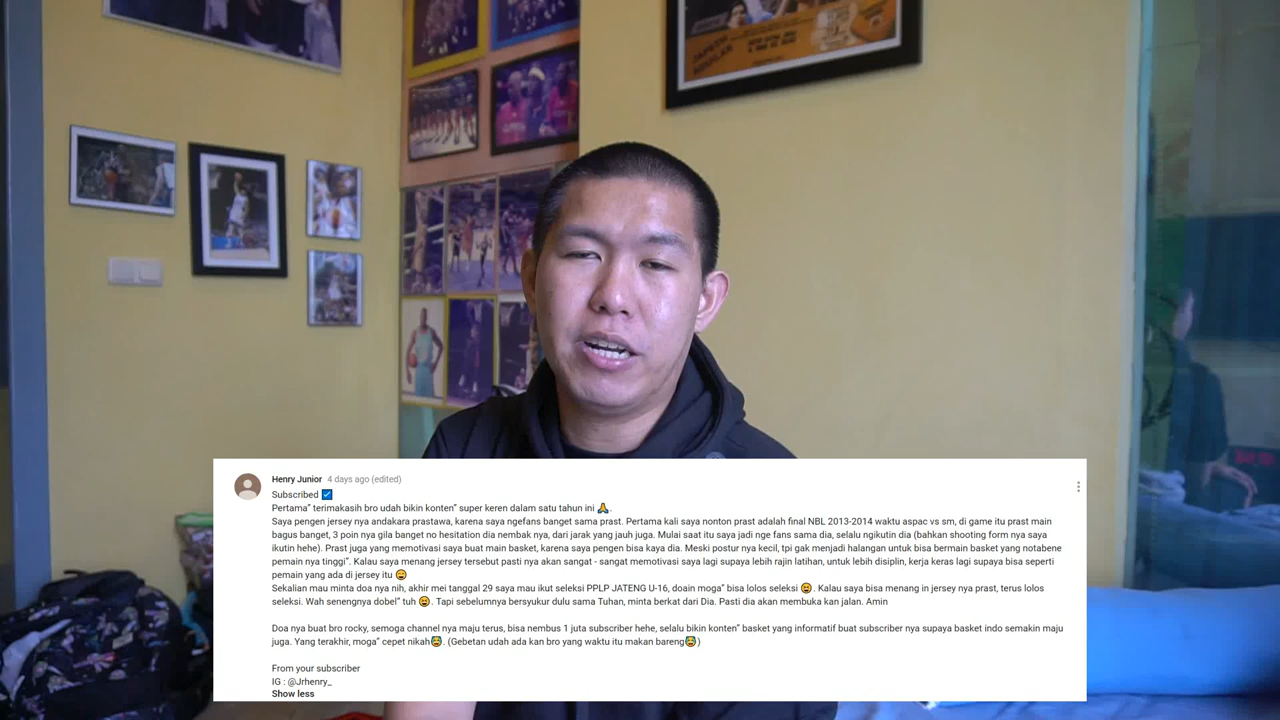 Henry Junior 4 days ago (edited)
Subscribed ☑
Pertama" terimakasih bro udah bikin konten" super keren dalam satu tahun ini 🙏.
Saya pengen jersey nya andakara prastawa, karena saya ngefans banget sama prast. Pertama kali saya nonton prast adalah final NBL 2013-2014 waktu aspac vs sm, di game itu prast main
bagus banget, 3 poin nya gila banget no hesitation dia nembak nya, dari jarak yang jauh juga. Mulai saat itu saya jadi nge fans sama dia, selalu ngikutin dia (bahkan shooting form nya saya
ikutin hehe). Prast juga yang memotivasi saya buat main basket, karena saya pengen bisa kaya dia. Meski postur nya kecil, tpi gak menjadi halangan untuk bisa bermain basket yang notabene
pemain nya tinggi". Kalau saya menang jersey tersebut pasti nya akan sangat - sangat memotivasi saya lagi supaya lebih rajin latihan, untuk lebih disiplin, kerja keras lagi supaya bisa seperti
pemain yang ada di jersey itu 😄
Sekalian mau minta doa nya nih, akhir mei tanggal 29 saya mau ikut seleksi PPLP JATENG U-16, doain moga" bisa lolos seleksi 😆. Kalau saya bisa menang in jersey nya prast, terus lolos
seleksi. Wah senengnya dobel" tuh 😆. Tapi sebelumnya bersyukur dulu sama Tuhan, minta berkat dari Dia. Pasti dia akan membuka kan jalan. Amin
Doa nya buat bro rocky, semoga channel nya maju terus, bisa nembus 1 juta subscriber hehe, selalu bikin konten" basket yang informatif buat subscriber nya supaya basket indo semakin maju
juga. Yang terakhir, moga" cepet nikah😨. (Gebetan udah ada kan bro yang waktu itu makan bareng😨)
From your subscriber
IG : @Jrhenry_
Show less